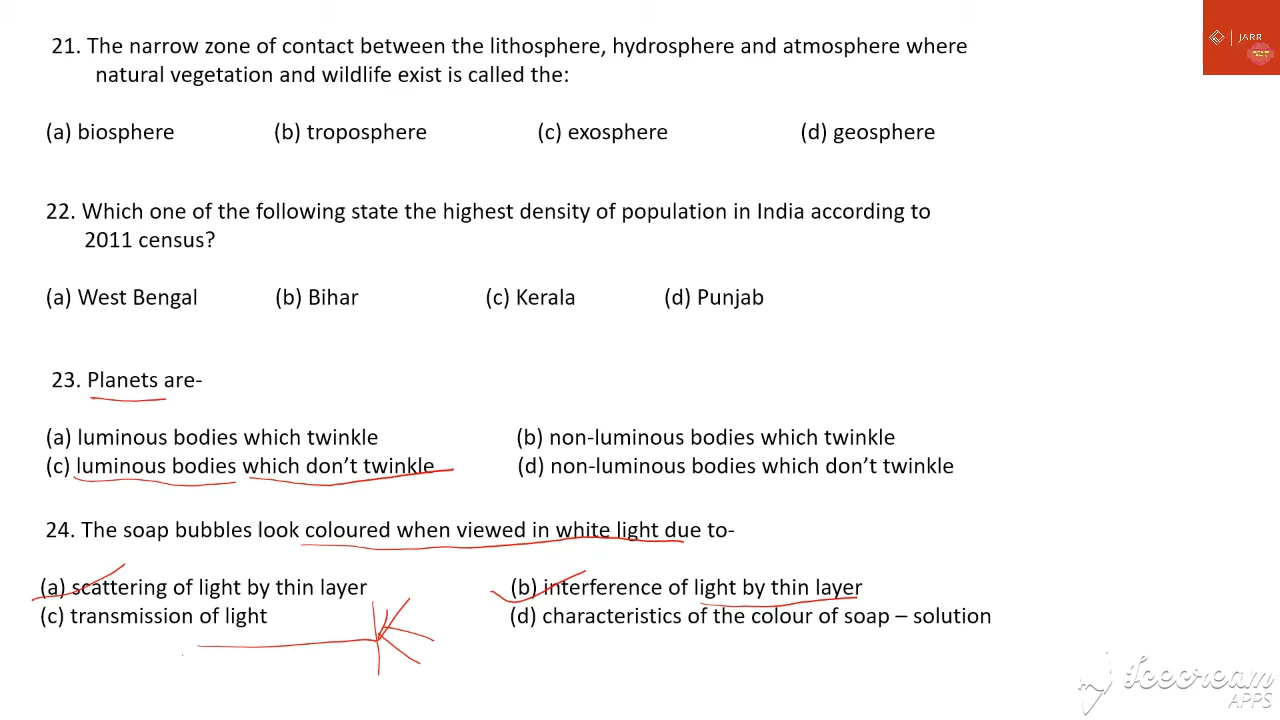 JARR
21. The narrow zone of contact between the lithosphere, hydrosphere and atmosphere where
natural vegetation and wildlife exist is called the:
(a) biosphere (b) troposphere (c) exosphere (d) geosphere
22. Which one of the following state the highest density of population in India according to
2011 census?
(a) West Bengal (b) Bihar (c) Kerala (d) Punjab
23. Planets are-
(a) luminous bodies which twinkle (b) non-luminous bodies which twinkle
(c) luminous bodies which don’t twinkle (d) non-luminous bodies which don’t twinkle
24. The soap bubbles look coloured when viewed in white light due to-
(a) scattering of light by thin layer (b) interference of light by thin layer
(c) transmission of light (d) characteristics of the colour of soap – solution
Icecream
APPS